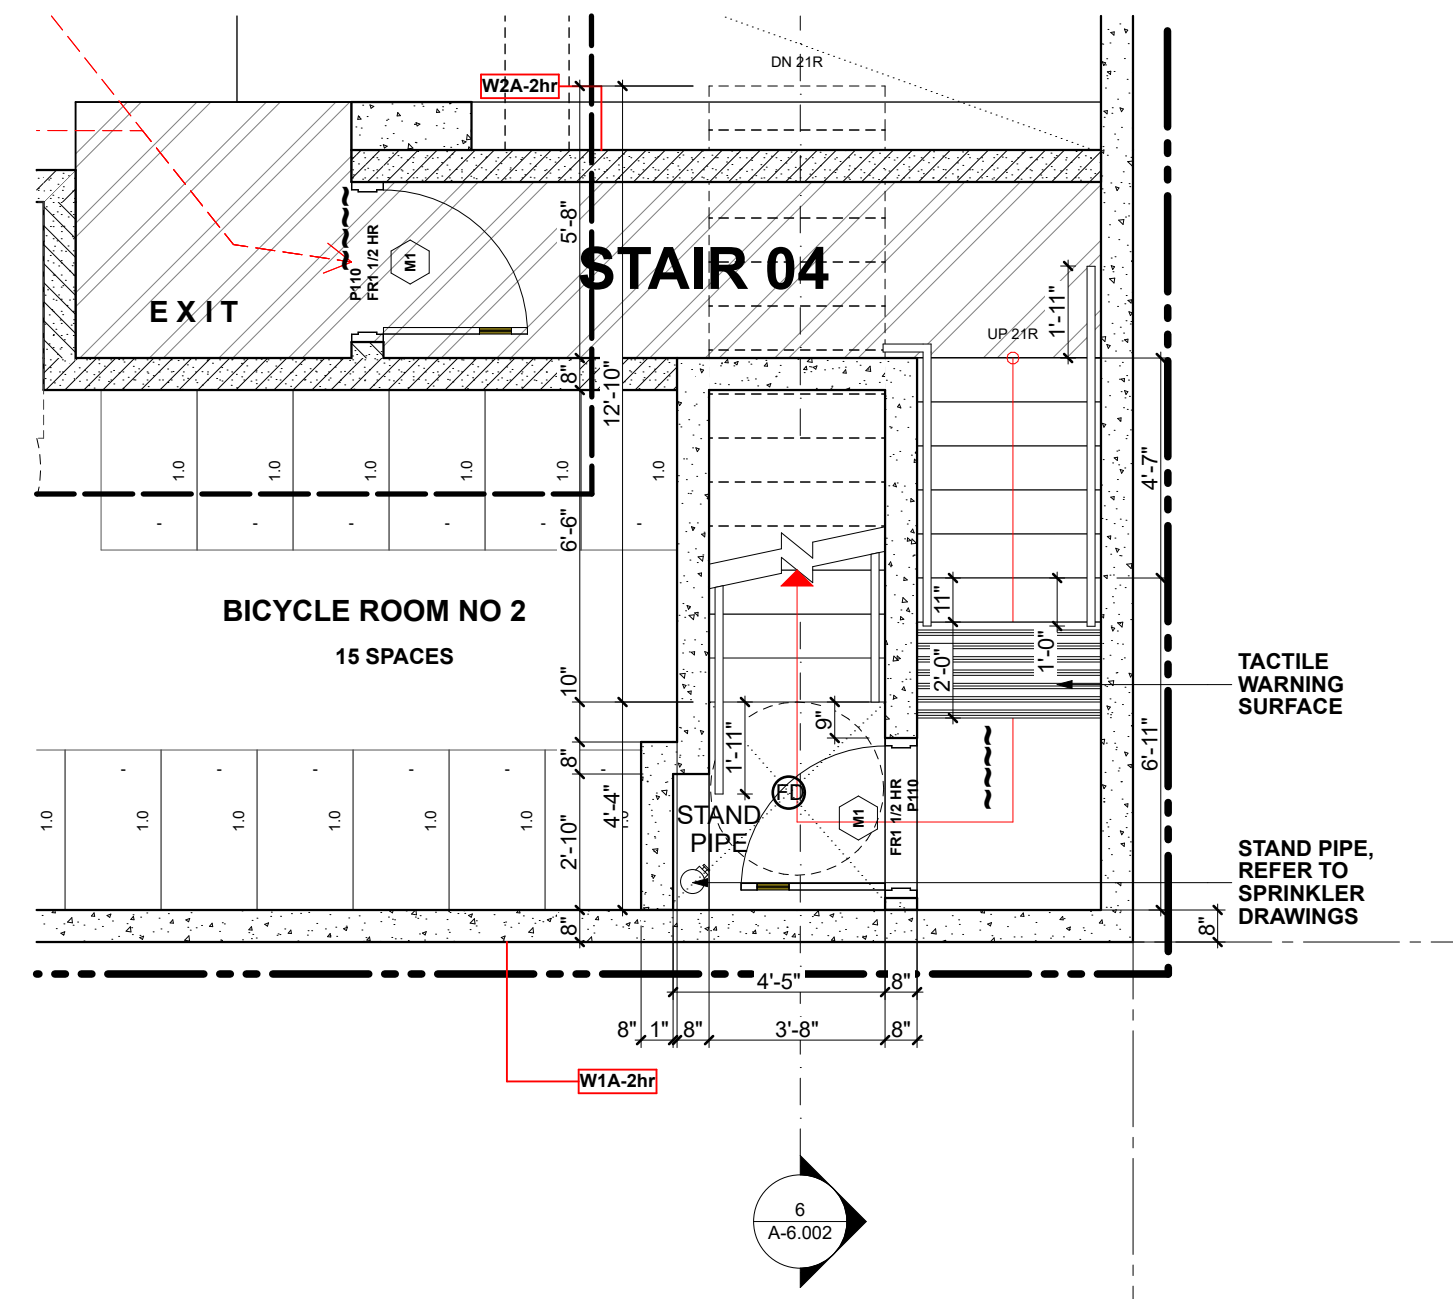 DN 21R
W2A-2hr
5'-8"
STAIR 04
P110
FR1 1/2 HR
M1
EXIT
1'-11"
UP 21R
8"
12'-10"
1.0
1.0
1.0
1.0
1.0
1.0
4'-7"
-
-
-
-
-
-
6'-6"
BICYCLE ROOM NO 2
15 SPACES
11"
1'-0"
2'-0"
TACTILE
WARNING
SURFACE
10"
9"
1'-11"
6'-11"
8"
-
-
-
-
-
-
4'-4"
FD
STAND
PIPE
M1
FR1 1/2 HR
P110
1.0
1.0
1.0
1.0
1.0
1.0
1.0
2'-10"
STAND PIPE,
REFER TO
SPRINKLER
DRAWINGS
8"
8"
4'-5"
8"
8"
1"
8"
3'-8"
8"
W1A-2hr
6
A-6.002